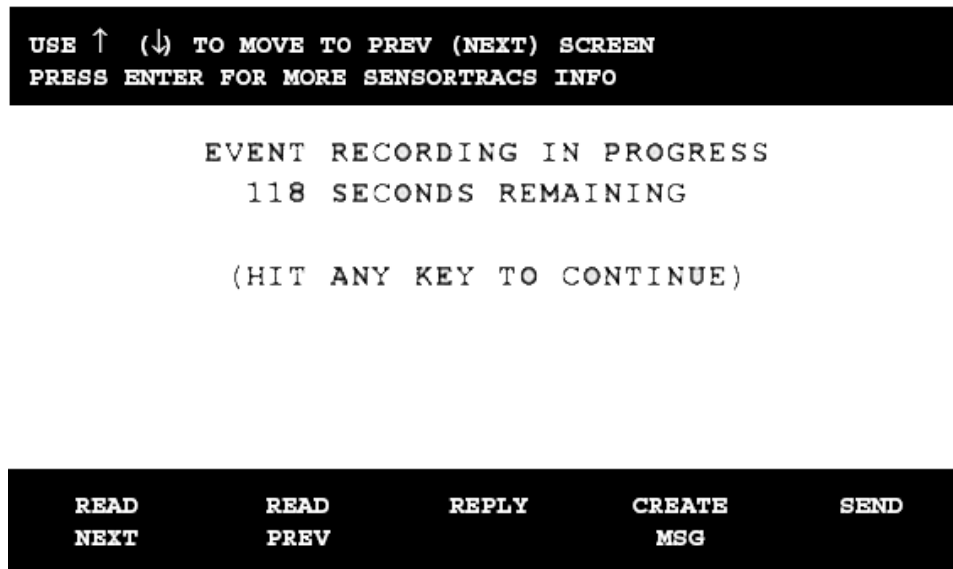 USE ↑ (↓) TO MOVE TO PREV (NEXT) SCREEN
PRESS ENTER FOR MORE SENSORTRACS INFO
EVENT RECORDING IN PROGRESS
118 SECONDS REMAINING
(HIT ANY KEY TO CONTINUE)
READ READ REPLY CREATE SEND
NEXT PREV MSG